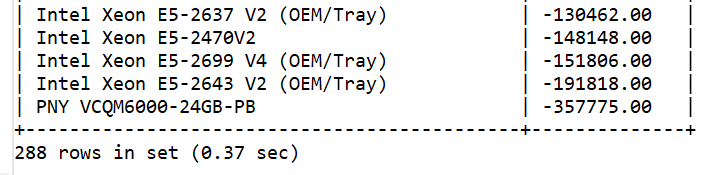 | Intel Xeon E5-2637 V2 (OEM/Tray) | -130462.00 |
| Intel Xeon E5-2470V2 | -148148.00 |
| Intel Xeon E5-2699 V4 (OEM/Tray) | -151806.00 |
| Intel Xeon E5-2643 V2 (OEM/Tray) | -191818.00 |
| PNY VCQM6000-24GB-PB | -357775.00 |
+---------------------------------------------+--------------+
288 rows in set (0.37 sec)